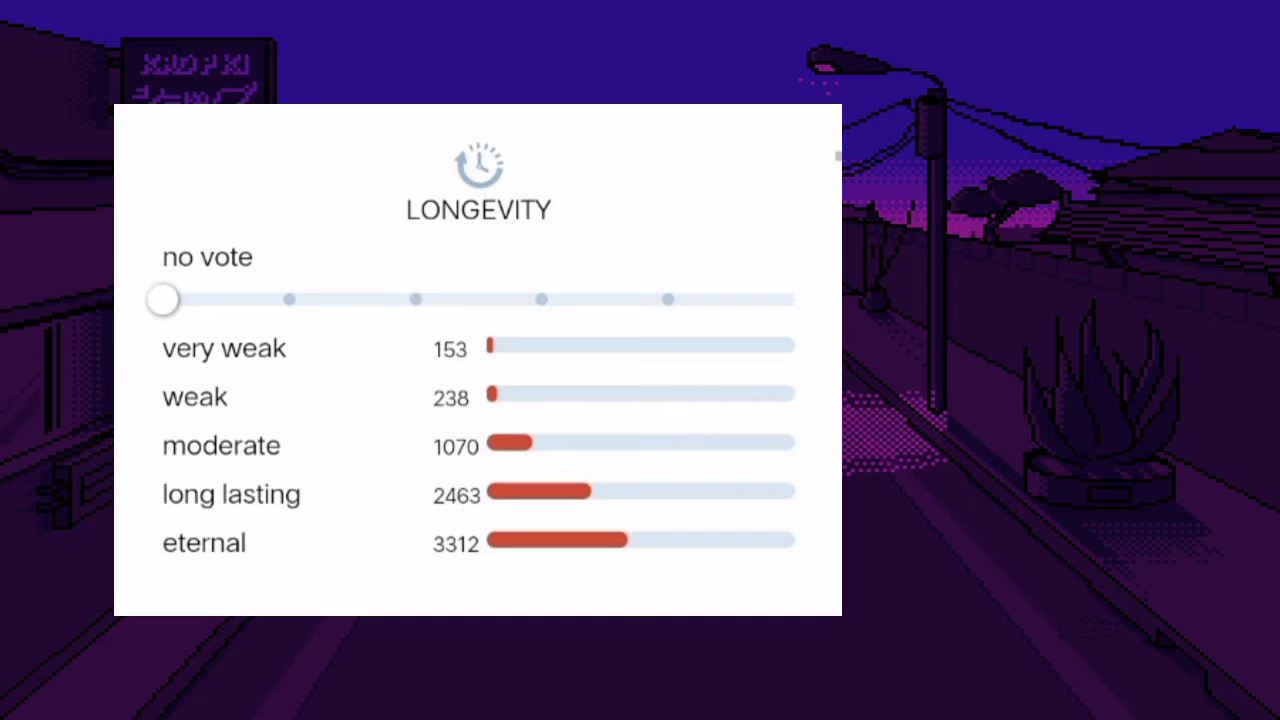 LONGEVITY
no vote
very weak 153
weak 238
moderate 1070
long lasting 2463
eternal 3312